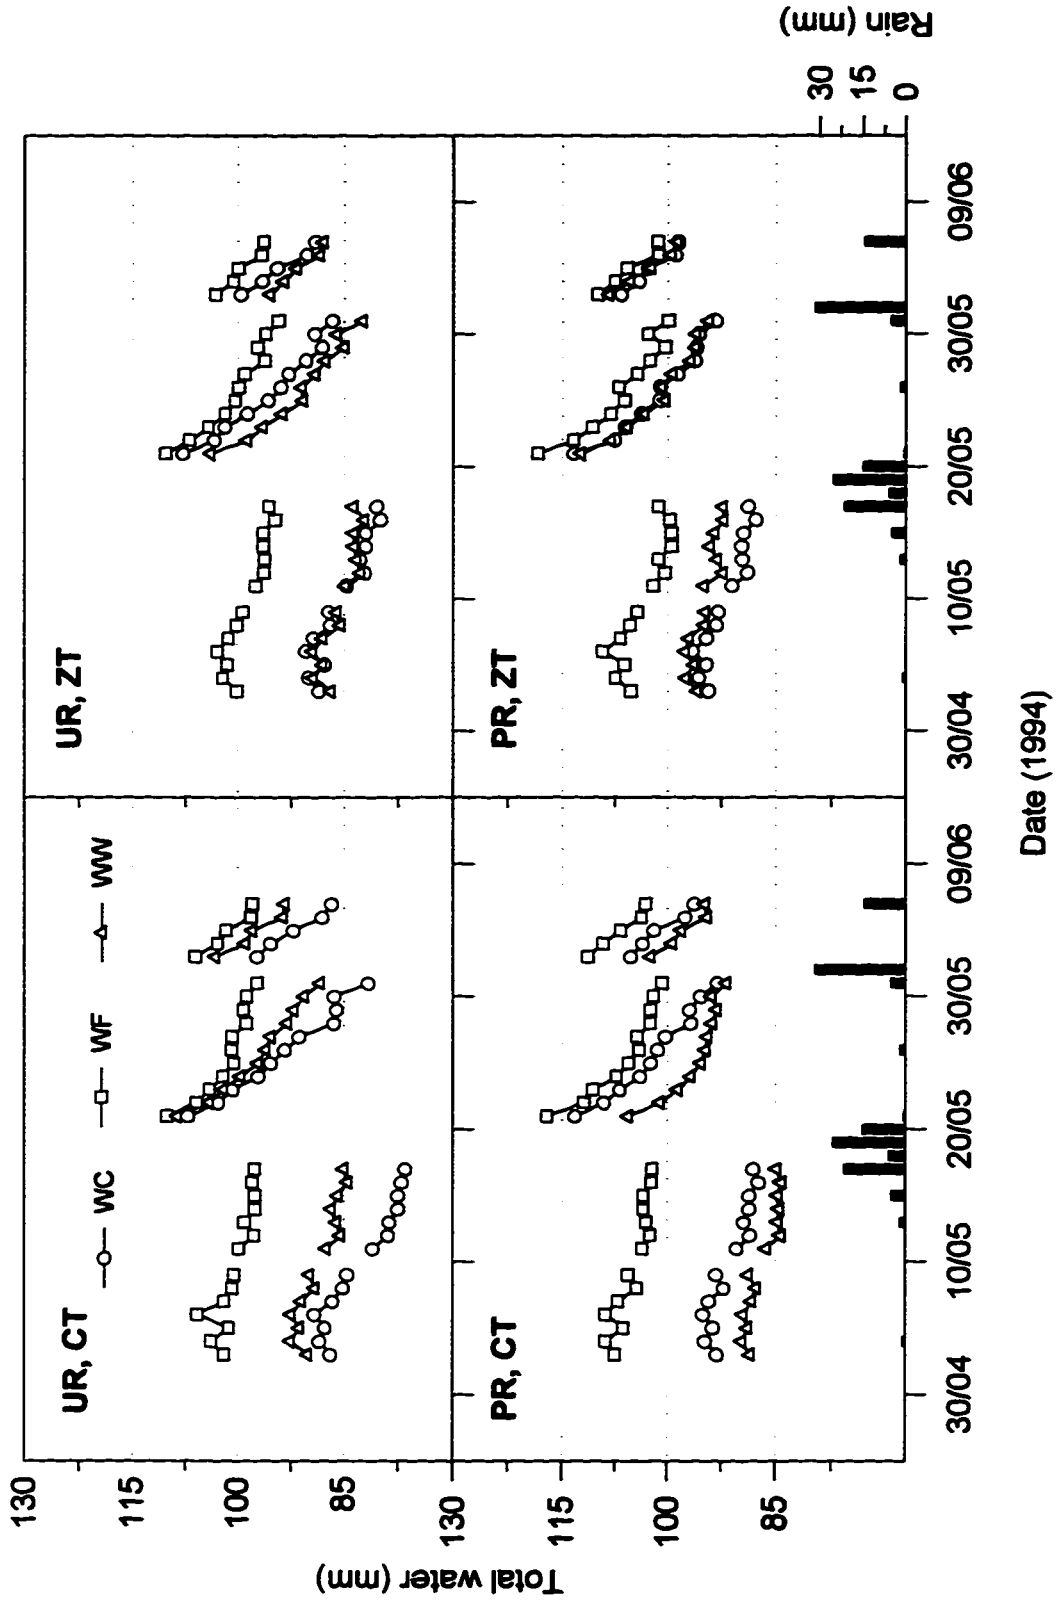 UR, CT
WC
WF
WW
UR, ZT
130
115
100
85
PR, CT
PR, ZT
130
115
100
85
Total water (mm)
30
15
0
Rain (mm)
30/04
10/05
20/05
30/05
09/06
30/04
10/05
20/05
30/05
09/06
Date (1994)